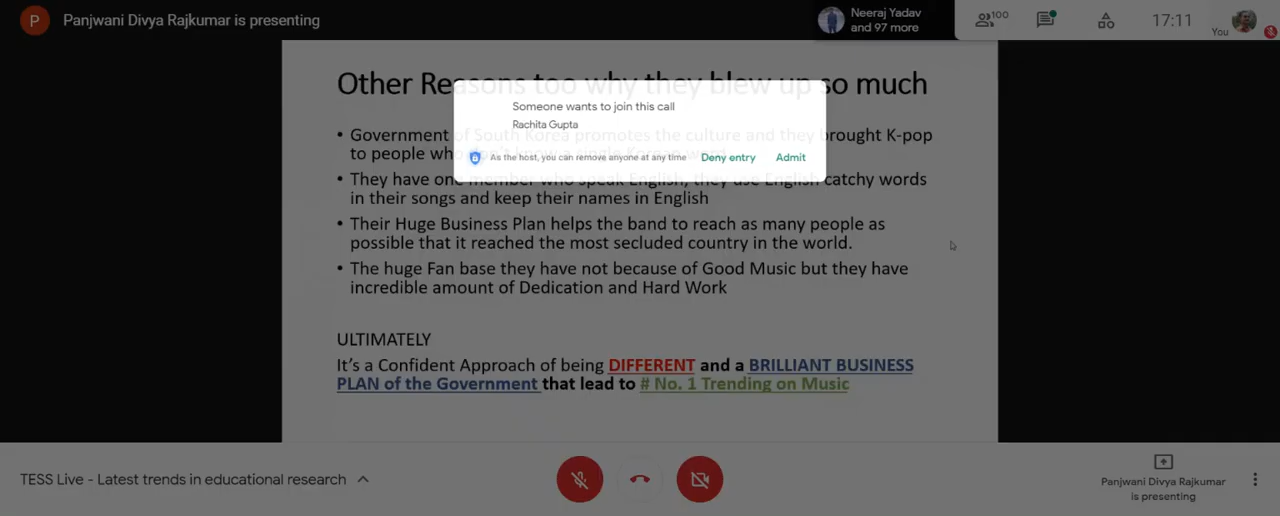 P
Panjwani Divya Rajkumar is presenting
Neeraj Yadav
and 97 more
100
17:11
You
Other Reasons too why they blew up so much
Someone wants to join this call
Rachita Gupta
As the host, you can remove anyone at any time
Deny entry
Admit
• Government of South Korea promotes the culture and they brought K-pop
to people who don't know a single Korean word
• They have one member who speak English, they use English catchy words
in their songs and keep their names in English
• Their Huge Business Plan helps the band to reach as many people as
possible that it reached the most secluded country in the world.
• The huge Fan base they have not because of Good Music but they have
incredible amount of Dedication and Hard Work
ULTIMATELY
It's a Confident Approach of being DIFFERENT and a BRILLIANT BUSINESS
PLAN of the Government that lead to # No. 1 Trending on Music
TESS Live - Latest trends in educational research
Panjwani Divya Rajkumar
is presenting